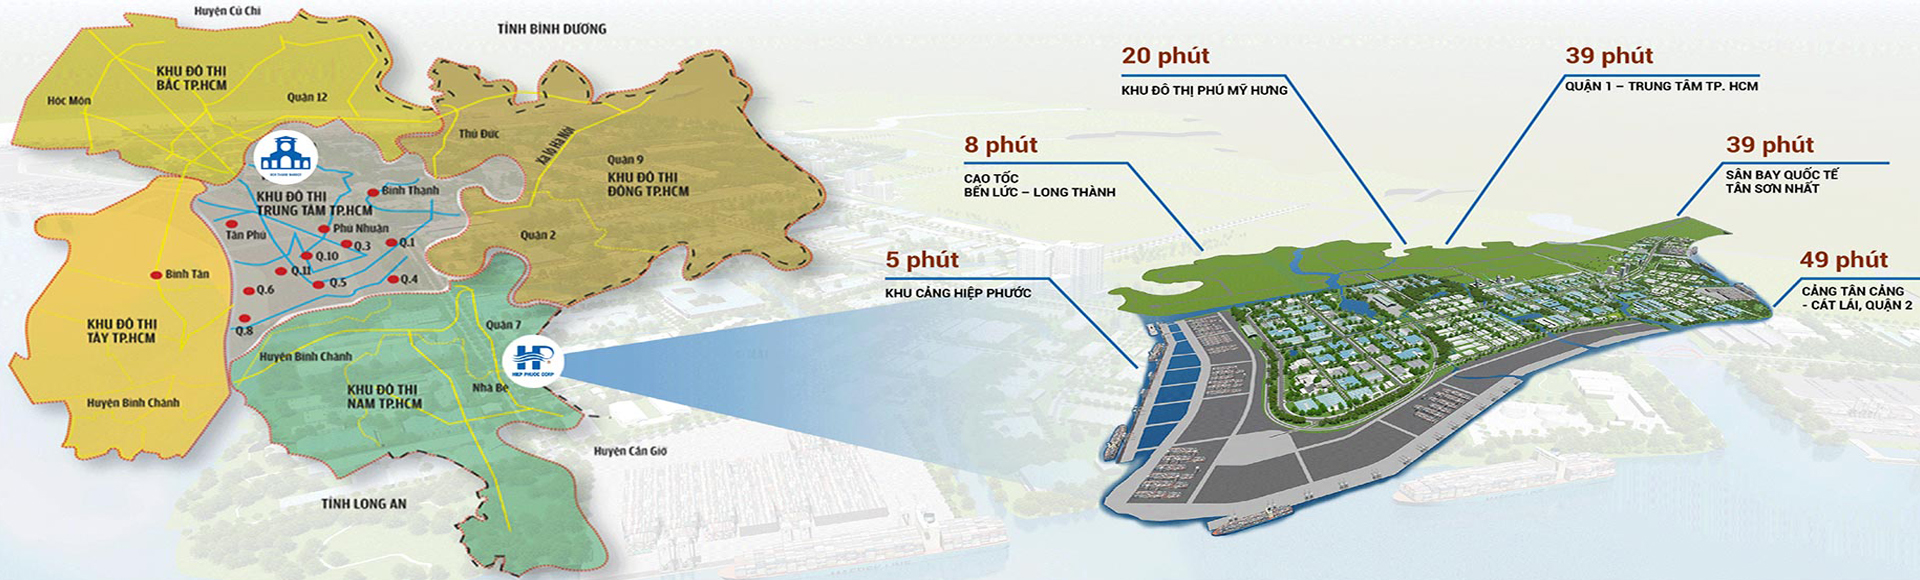 Huyện Củ Chi
TỈNH BÌNH DƯƠNG
KHU ĐÔ THỊ
BẮC TP.HCM
Hóc Môn
Quận 12
Thủ Đức
Xa lộ Hà Nội
Quận 9
KHU ĐÔ THỊ
ĐÔNG TP.HCM
KHU ĐÔ THỊ
TRUNG TÂM TP.HCM
Bình Thạnh
Tân Phú
Phú Nhuận
Q.3
Q.1
Quận 2
Q.10
Q.11
Bình Tân
Q.6
Q.5
Q.4
Q.8
KHU ĐÔ THỊ
TÂY TP.HCM
Quận 7
Huyện Bình Chánh
HP
HIEP PHUOC CORP
KHU ĐÔ THỊ
NAM TP.HCM
Nhà Bè
Huyện Bình Chánh
Huyện Cần Giờ
TỈNH LONG AN
20 phút
KHU ĐÔ THỊ PHÚ MỸ HƯNG
39 phút
QUẬN 1 – TRUNG TÂM TP. HCM
8 phút
CAO TỐC
BẾN LỨC – LONG THÀNH
39 phút
SÂN BAY QUỐC TẾ
TÂN SƠN NHẤT
5 phút
KHU CẢNG HIỆP PHƯỚC
49 phút
CẢNG TÂN CẢNG
- CÁT LÁI, QUẬN 2